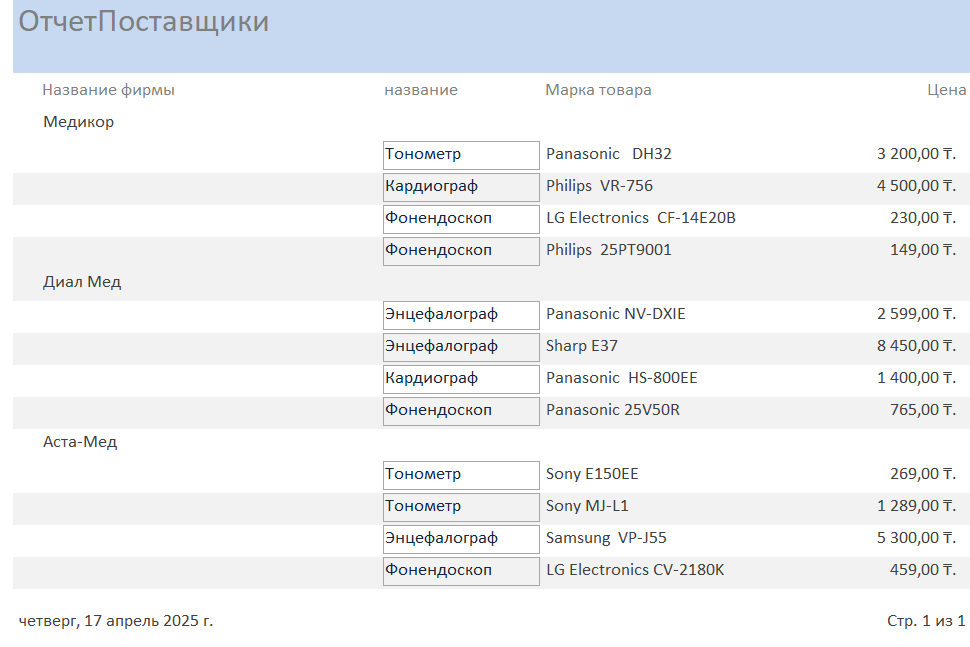 ОтчетПоставщики
Название фирмы название Марка товара Цена
Медикор
Тонометр Panasonic DH32 3 200,00 ₸.
Кардиограф Philips VR-756 4 500,00 ₸.
Фонендоскоп LG Electronics CF-14E20B 230,00 ₸.
Фонендоскоп Philips 25PT9001 149,00 ₸.
Диал Мед
Энцефалограф Panasonic NV-DXIE 2 599,00 ₸.
Энцефалограф Sharp E37 8 450,00 ₸.
Кардиограф Panasonic HS-800EE 1 400,00 ₸.
Фонендоскоп Panasonic 25V50R 765,00 ₸.
Аста-Мед
Тонометр Sony E150EE 269,00 ₸.
Тонометр Sony MJ-L1 1 289,00 ₸.
Энцефалограф Samsung VP-J55 5 300,00 ₸.
Фонендоскоп LG Electronics CV-2180K 459,00 ₸.
четверг, 17 апрель 2025 г. Стр. 1 из 1